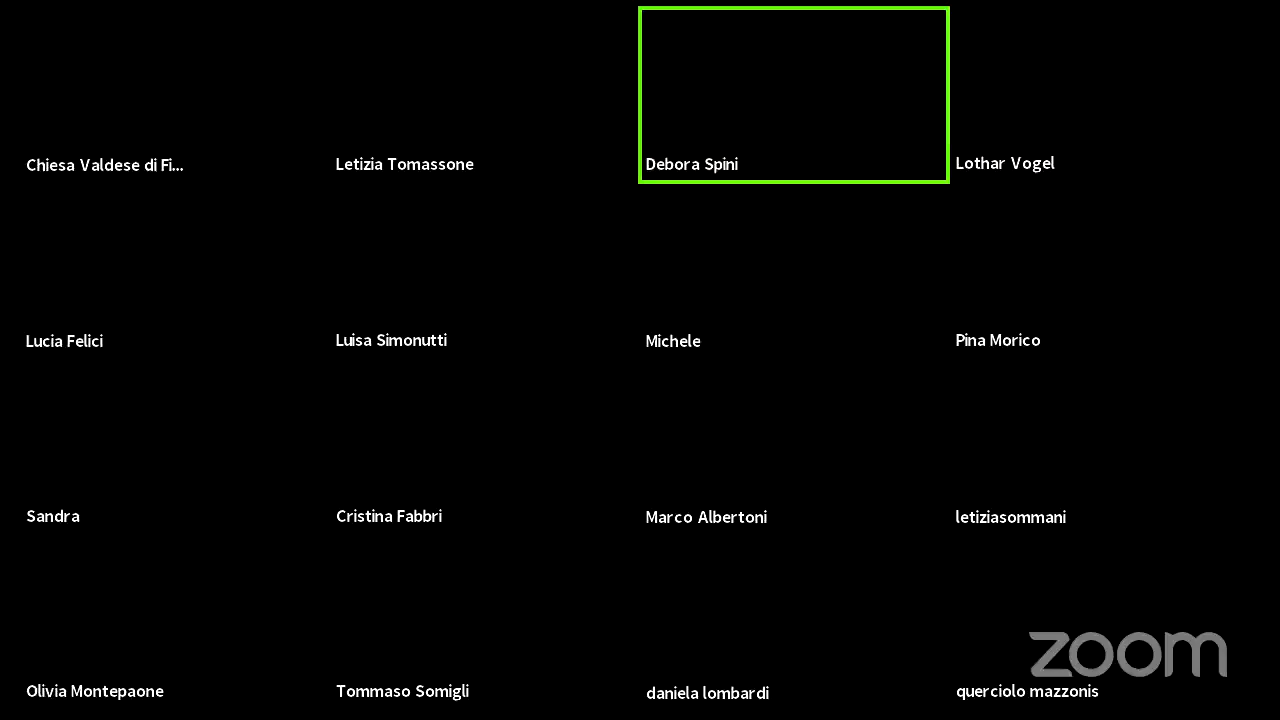 Chiesa Valdese di Fi...
Letizia Tomassone
Debora Spini
Lothar Vogel
Lucia Felici
Luisa Simonutti
Michele
Pina Morico
Sandra
Cristina Fabbri
Marco Albertoni
letiziasommani
zoom
Olivia Montepaone
Tommaso Somigli
daniela lombardi
querciolo mazzonis